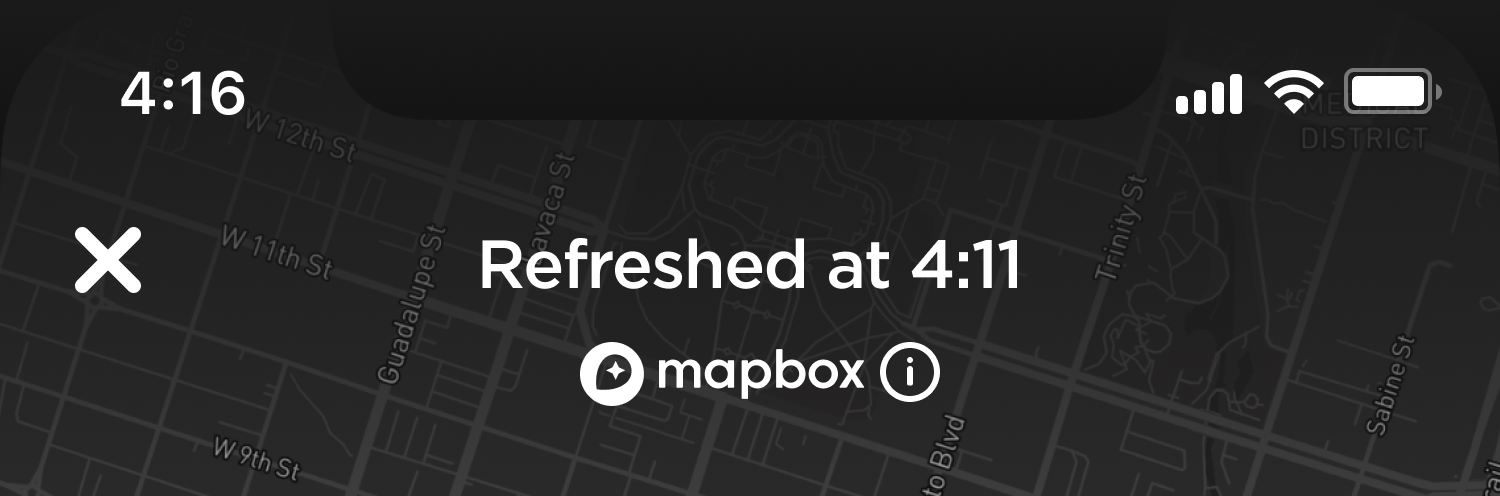 4:16
MEDICAL
DISTRICT
W 12th St
Lavaca St
Trinity St
W 11th St
Guadalupe St
Refreshed at 4:11
mapbox
Sabine St
W 9th St
to Blvd